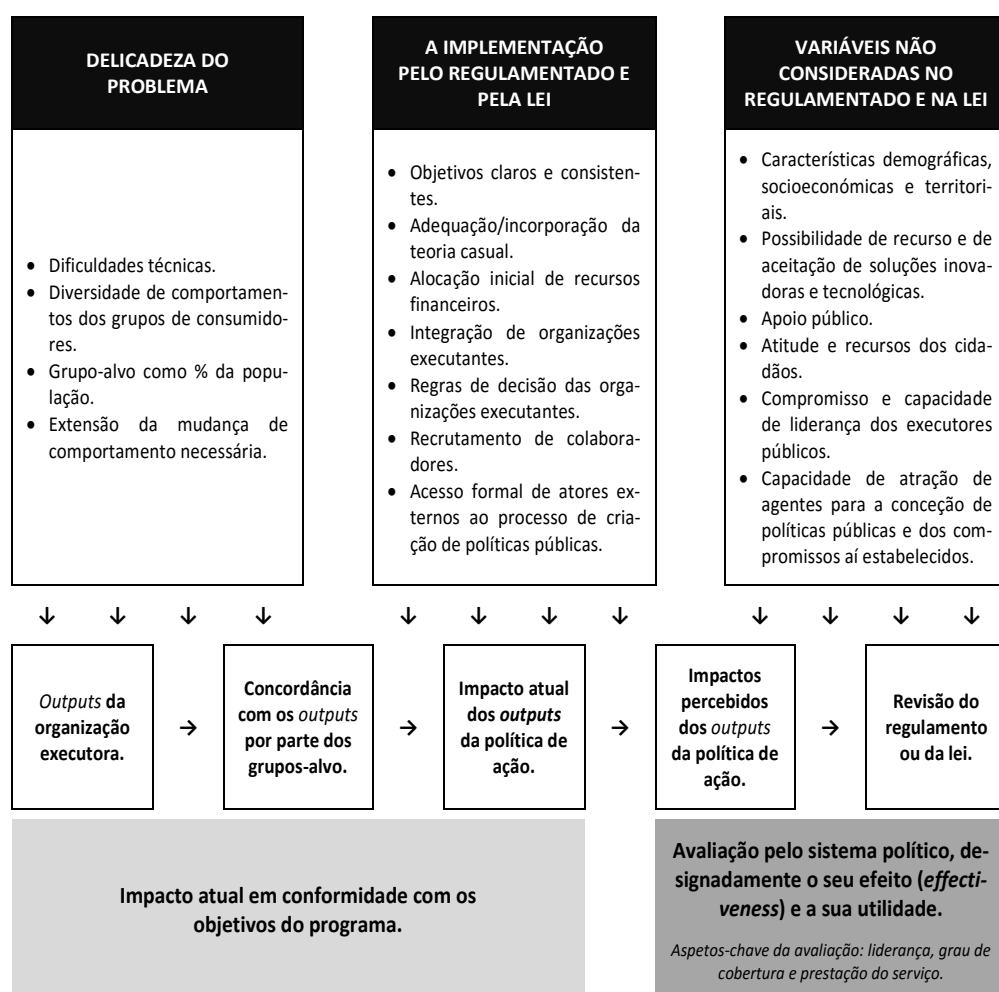 DELICADEZA DO
PROBLEMA
• Dificuldades técnicas.
• Diversidade de comportamen-
tos dos grupos de consumido-
res.
• Grupo-alvo como % da popu-
lação.
• Extensão da mudança de
comportamento necessária.
A IMPLEMENTAÇÃO
PELO REGULAMENTADO E
PELA LEI
• Objetivos claros e consisten-
tes.
• Adequação/incorporação da
teoria casual.
• Alocação inicial de recursos
financeiros.
• Integração de organizações
executantes.
• Regras de decisão das orga-
nizações executantes.
• Recrutamento de colabora-
dores.
• Acesso formal de atores ex-
ternos ao processo de cria-
ção de políticas públicas.
VARIÁVEIS NÃO
CONSIDERADAS NO
REGULAMENTADO E NA LEI
• Características demográficas,
socioeconómicas e territori-
ais.
• Possibilidade de recurso e de
aceitação de soluções inova-
doras e tecnológicas.
• Apoio público.
• Atitude e recursos dos cida-
dãos.
• Compromisso e capacidade
de liderança dos executores
públicos.
• Capacidade de atração de
agentes para a conceção de
políticas públicas e dos com-
promissos aí estabelecidos.
↓ ↓ ↓ ↓ ↓ ↓ ↓ ↓ ↓ ↓ ↓ ↓
Outputs da
organização
executora.
→
Concordância
com os outputs
por parte dos
grupos-alvo.
→
Impacto atual
dos outputs
da política de
ação.
→
Impactos
percebidos
dos outputs
da política de
ação.
→
Revisão do
regulamento
ou da lei.
Impacto atual em conformidade com os
objetivos do programa.
Avaliação pelo sistema político, de-
signadamente o seu efeito (effecti-
veness) e a sua utilidade.
Aspetos-chave da avaliação: liderança, grau de
cobertura e prestação do serviço.